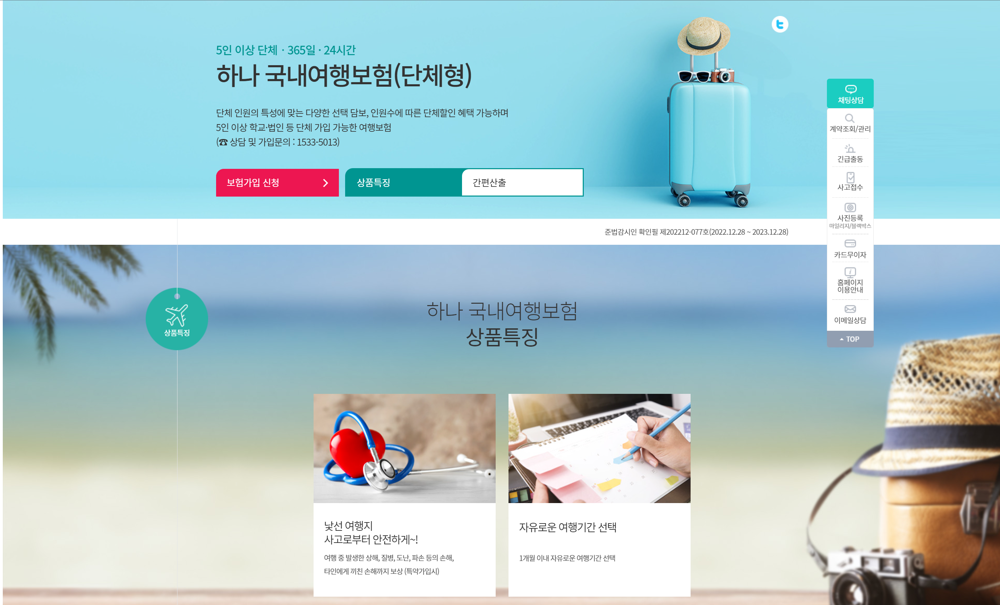 5인 이상 단체 · 365일 · 24시간
하나 국내여행보험(단체형)
단체 인원의 특성에 맞는 다양한 선택 담보, 인원수에 따른 단체할인 혜택 가능하며
5인 이상 학교·법인 등 단체 가입 가능한 여행보험
(☎ 상담 및 가입문의 : 1533-5013)
보험가입 신청
상품특징
간편산출
준법감시인 확인필 제202212-077호(2022.12.28 ~ 2023.12.28)
채팅상담
계약조회/관리
긴급출동
사고접수
사진등록
마일리지/블랙박스
카드무이자
홈페이지
이용안내
이메일상담
TOP
상품특징
하나 국내여행보험
상품특징
낯선 여행지
사고로부터 안전하게~!
여행 중 발생한 상해, 질병, 도난, 파손 등의 손해,
타인에게 끼친 손해까지 보상 (특약가입시)
자유로운 여행기간 선택
1개월 이내 자유로운 여행기간 선택